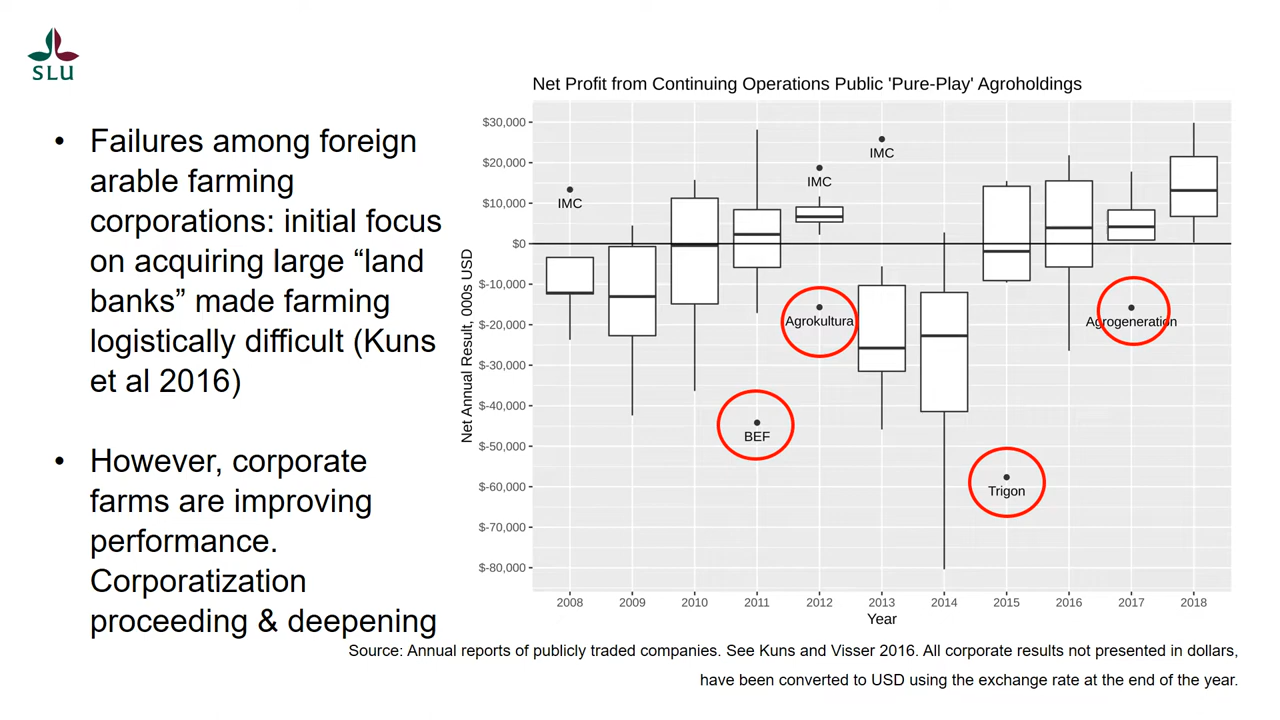 SLU
• Failures among foreign
arable farming
corporations: initial focus
on acquiring large “land
banks” made farming
logistically difficult (Kuns
et al 2016)
• However, corporate
farms are improving
performance.
Corporatization
proceeding & deepening
Net Profit from Continuing Operations Public 'Pure-Play' Agroholdings
Net Annual Result, 000s USD
$30,000
$20,000
$10,000
$0
$-10,000
$-20,000
$-30,000
$-40,000
$-50,000
$-60,000
$-70,000
$-80,000
IMC
IMC
IMC
Agrokultura
Agrogeneration
BEF
Trigon
2008 2009 2010 2011 2012 2013 2014 2015 2016 2017 2018
Year
Source: Annual reports of publicly traded companies. See Kuns and Visser 2016. All corporate results not presented in dollars,
have been converted to USD using the exchange rate at the end of the year.